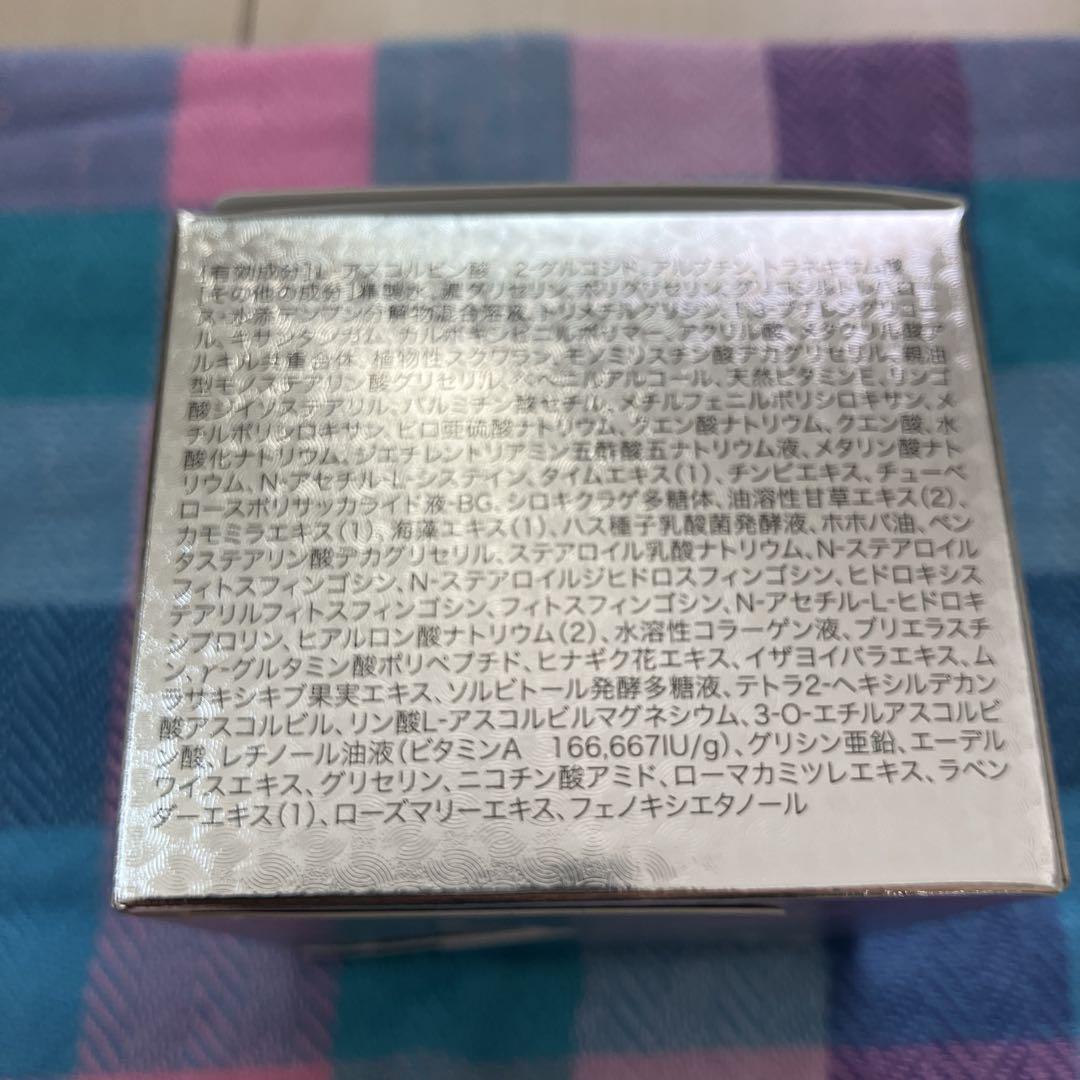 [有効成分]L-アスコルビン酸 2-グルコシド、アルブチン、トラネキサム酸
[その他の成分]精製水、濃グリセリン、ポリグリセリン、グリコシルトレハロー
ス・水添デンプン分解物混合溶液、トリメチルグリシン、
ル、キサンタンガム、カルボキシビニルポリマー、アクリル酸・メタクリル酸ア
ルキル共重合体、植物性スクワラン、モノミリスチン酸デカグリセリル、親油
型モノステアリン酸グリセリル、ベヘニルアルコール、天然ビタミンE、リンゴ
酸ジイソステアリル、パルミチン酸セチル、メチルフェニルポリシロキサン、メ
チルポリシロキサン、ピロ亜硫酸ナトリウム、クエン酸ナトリウム、クエン酸、水
酸化ナトリウム、ジエチレントリアミン五酢酸五ナトリウム液、メタリン酸ナト
リウム、N-アセチル-L-システイン、タイムエキス(1)、チンピエキス、チューベ
ローズポリサッカライド液-BG、シロキクラゲ多糖体、油溶性甘草エキス(2)、
カモミラエキス(1)、海藻エキス(1)、ハス種子乳酸菌発酵液、ホホバ油、ペン
タステアリン酸デカグリセリル、ステアロイル乳酸ナトリウム、N-ステアロイル
フィトスフィンゴシン、N-ステアロイルジヒドロスフィンゴシン、ヒドロキシス
テアリルフィトスフィンゴシン、フィトスフィンゴシン、N-アセチル-L-ヒドロキ
シプロリン、ヒアルロン酸ナトリウム(2)、水溶性コラーゲン液、プリエラスチ
ン、γ-グルタミン酸ポリペプチド、ヒナギク花エキス、イザヨイバラエキス、ム
ラサキシキブ果実エキス、ソルビトール発酵多糖液、テトラ2-ヘキシルデカン
酸アスコルビル、リン酸L-アスコルビルマグネシウム、3-O-エチルアスコルビ
ン酸、レチノール油液(ビタミンA 166,667IU/g)、グリシン亜鉛、エーデル
ワイスエキス、グリセリン、ニコチン酸アミド、ローマカミツレエキス、ラベン
ダーエキス(1)、ローズマリーエキス、フェノキシエタノール